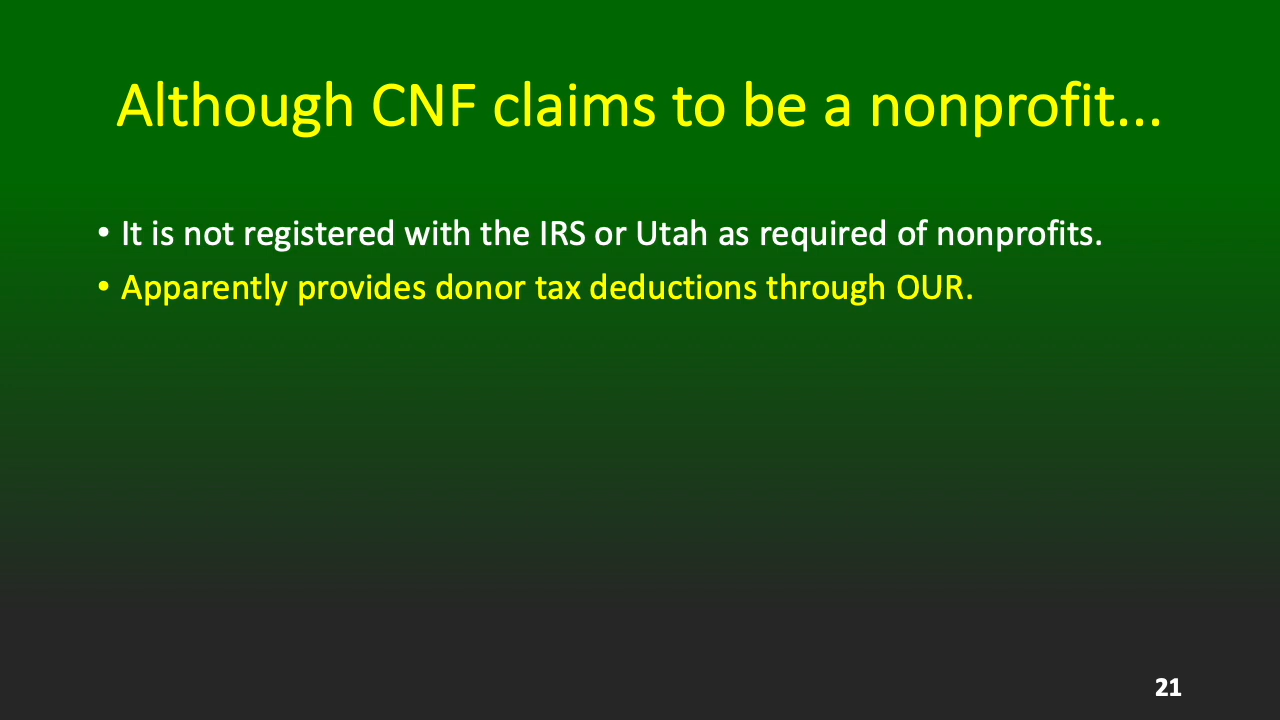 Although CNF claims to be a nonprofit...
• It is not registered with the IRS or Utah as required of nonprofits.
• Apparently provides donor tax deductions through OUR.
21